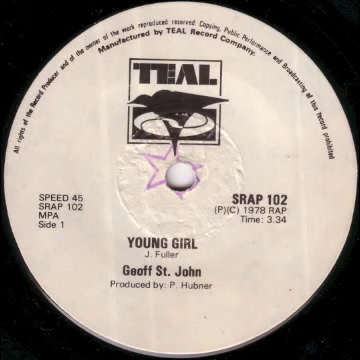 All rights of the Record Producer and of the owner of the work reproduced reserved. Copying, Public Performance and Broadcasting of this record prohibited
Manufactured by TEAL Record Company.
TEAL
SPEED 45
SRAP 102
MPA
Side 1
SRAP 102
(P)(C) 1978 RAP
Time: 3.34
YOUNG GIRL
J. Fuller
Geoff St. John
Produced by: P. Hubner